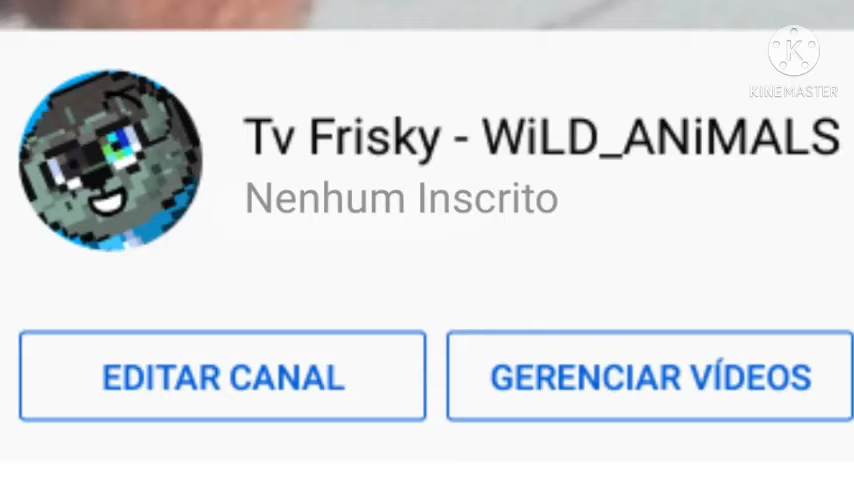 K
KINEMASTER
Tv Frisky - WiLD_ANiMALS
Nenhum Inscrito
EDITAR CANAL
GERENCIAR VÍDEOS